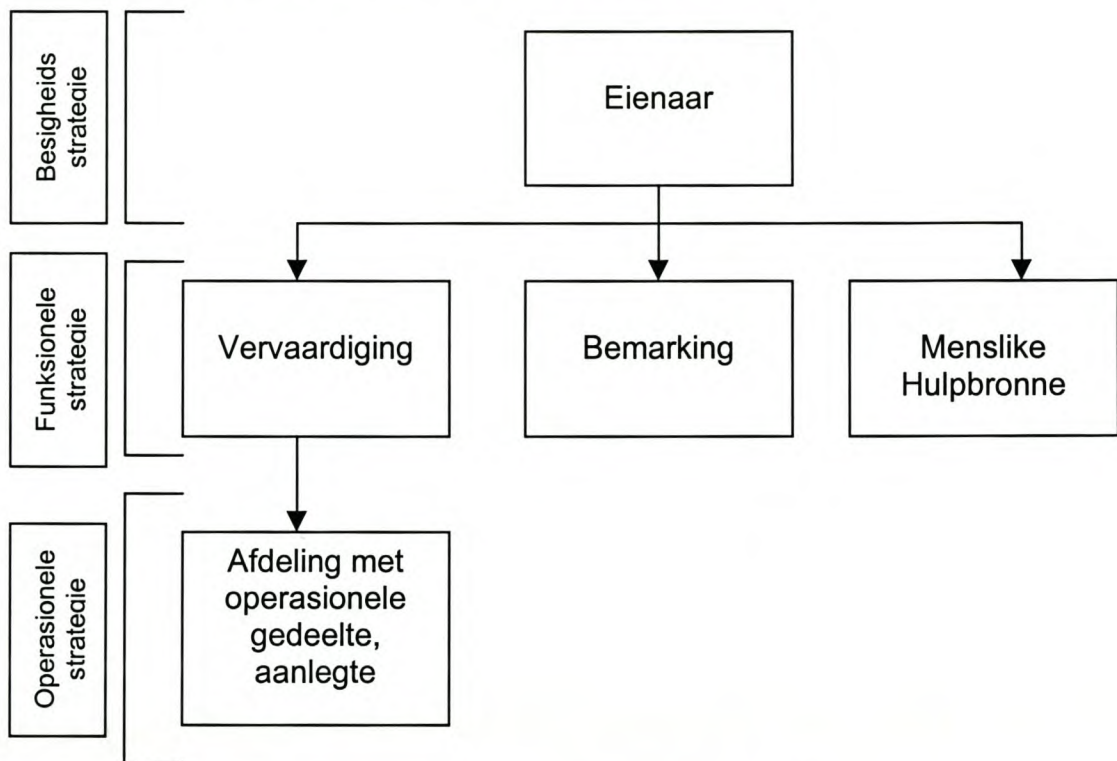 Besigheids
strategie
Eienaar
Funksionele
strategie
Vervaardiging
Bemarking
Menslike
Hulpbronne
Operasionele
strategie
Afdeling met
operasionele
gedeelte,
aanlegte